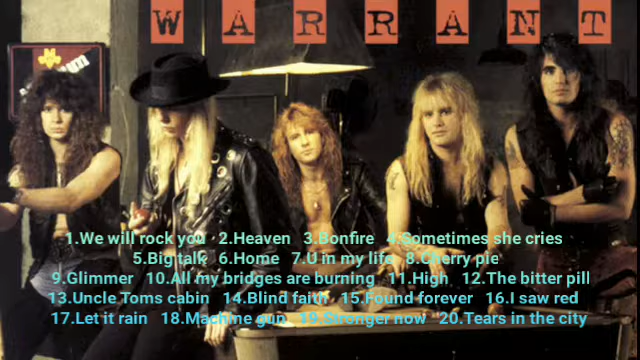 WARRANT
1.We will rock you 2.Heaven 3.Bonfire 4.Sometimes she cries
5.Big talk 6.Home 7.U in my life 8.Cherry pie
9.Glimmer 10.All my bridges are burning 11.High 12.The bitter pill
13.Uncle Toms cabin 14.Blind faith 15.Found forever 16.I saw red
17.Let it rain 18.Machine gun 19.Stronger now 20.Tears in the city